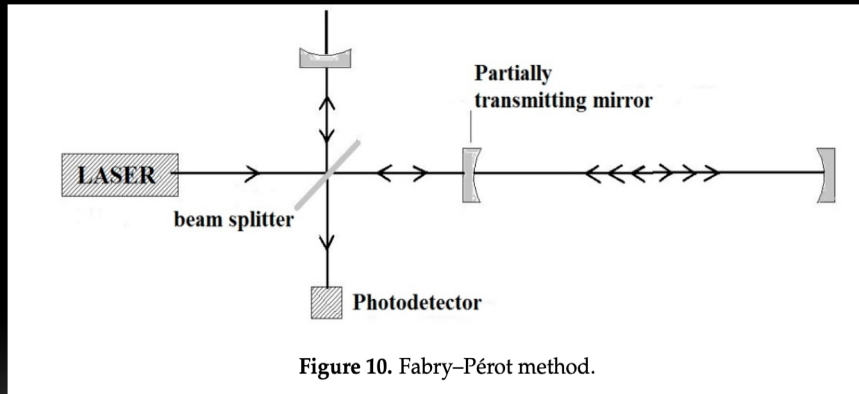 Partially
transmitting mirror
LASER
beam splitter
Photodetector
Figure 10. Fabry–Pérot method.